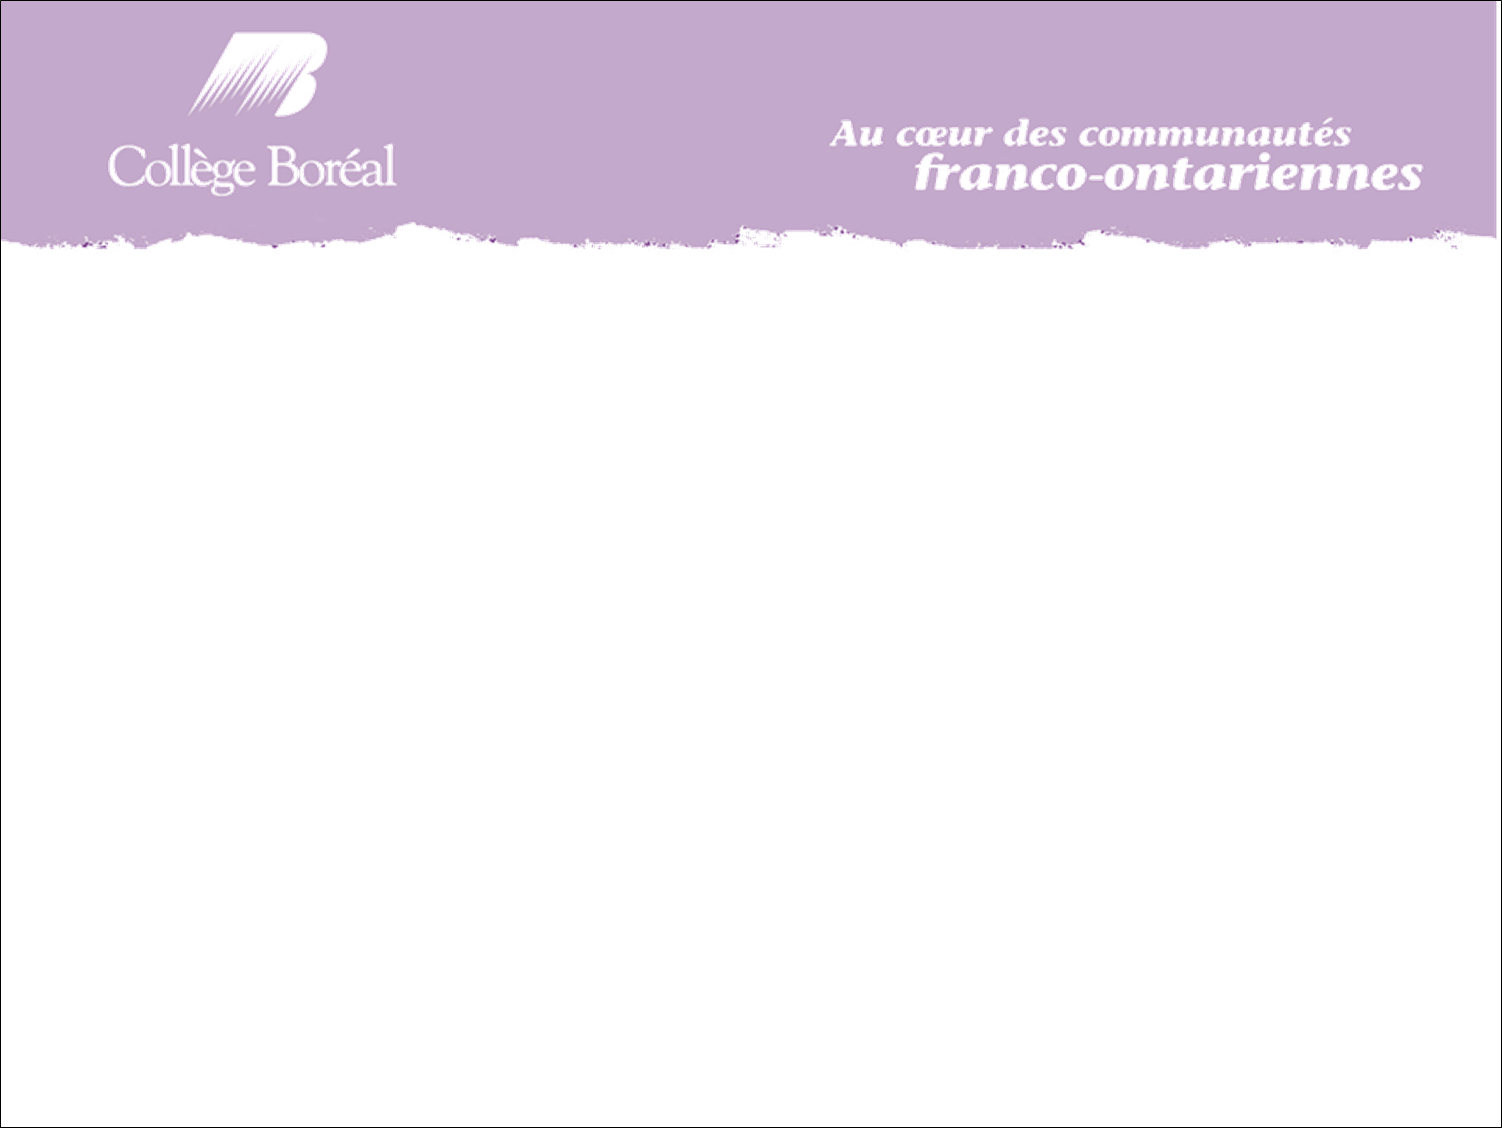 Collège Boréal
Au cœur des communautés
franco-ontariennes